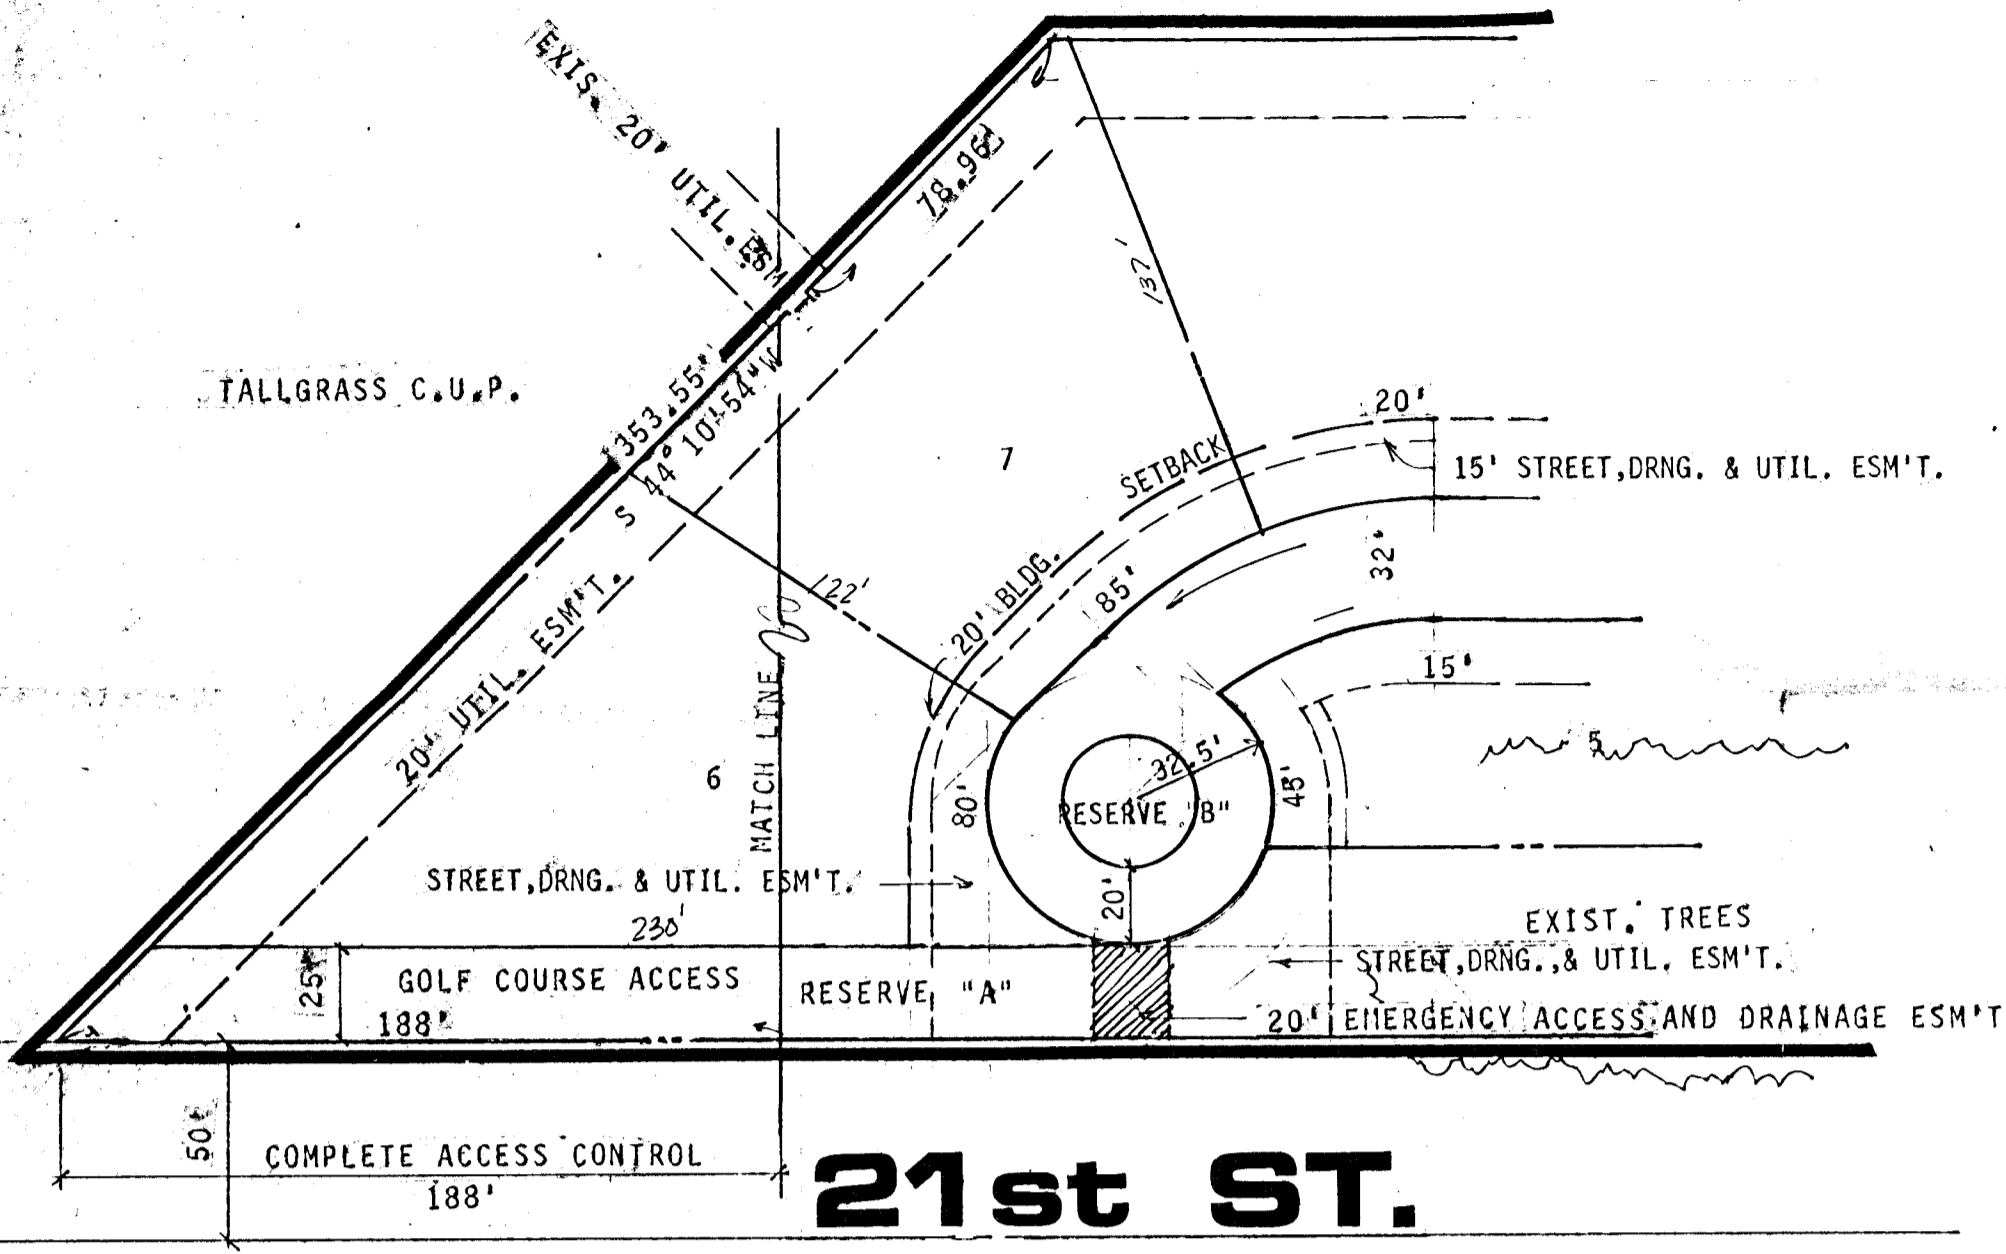 EXIS. 20' UTIL. ESM'T
78.96
137'
TALLGRASS C.U.P.
353.55'
S 44° 10' 54" W
20'
7
20' BLDG. SETBACK
15' STREET,DRNG. & UTIL. ESM'T.
32'
85'
122'
20' UTIL. ESM'T.
15'
MATCH LINE
6
5
80'
32.5'
45'
RESERVE "B"
STREET,DRNG. & UTIL. ESM'T.
20'
230'
EXIST. TREES
25'
GOLF COURSE ACCESS
RESERVE "A"
STREET,DRNG.,& UTIL. ESM'T.
188'
20' EMERGENCY ACCESS AND DRAINAGE ESM'T
50'
COMPLETE ACCESS CONTROL
188'
21st ST.